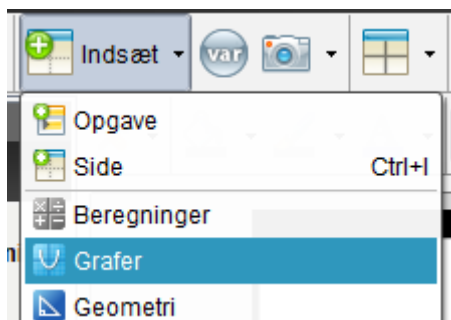 Indsæt var
Opgave
Side Ctrl+I
Beregninger
Grafer
Geometri